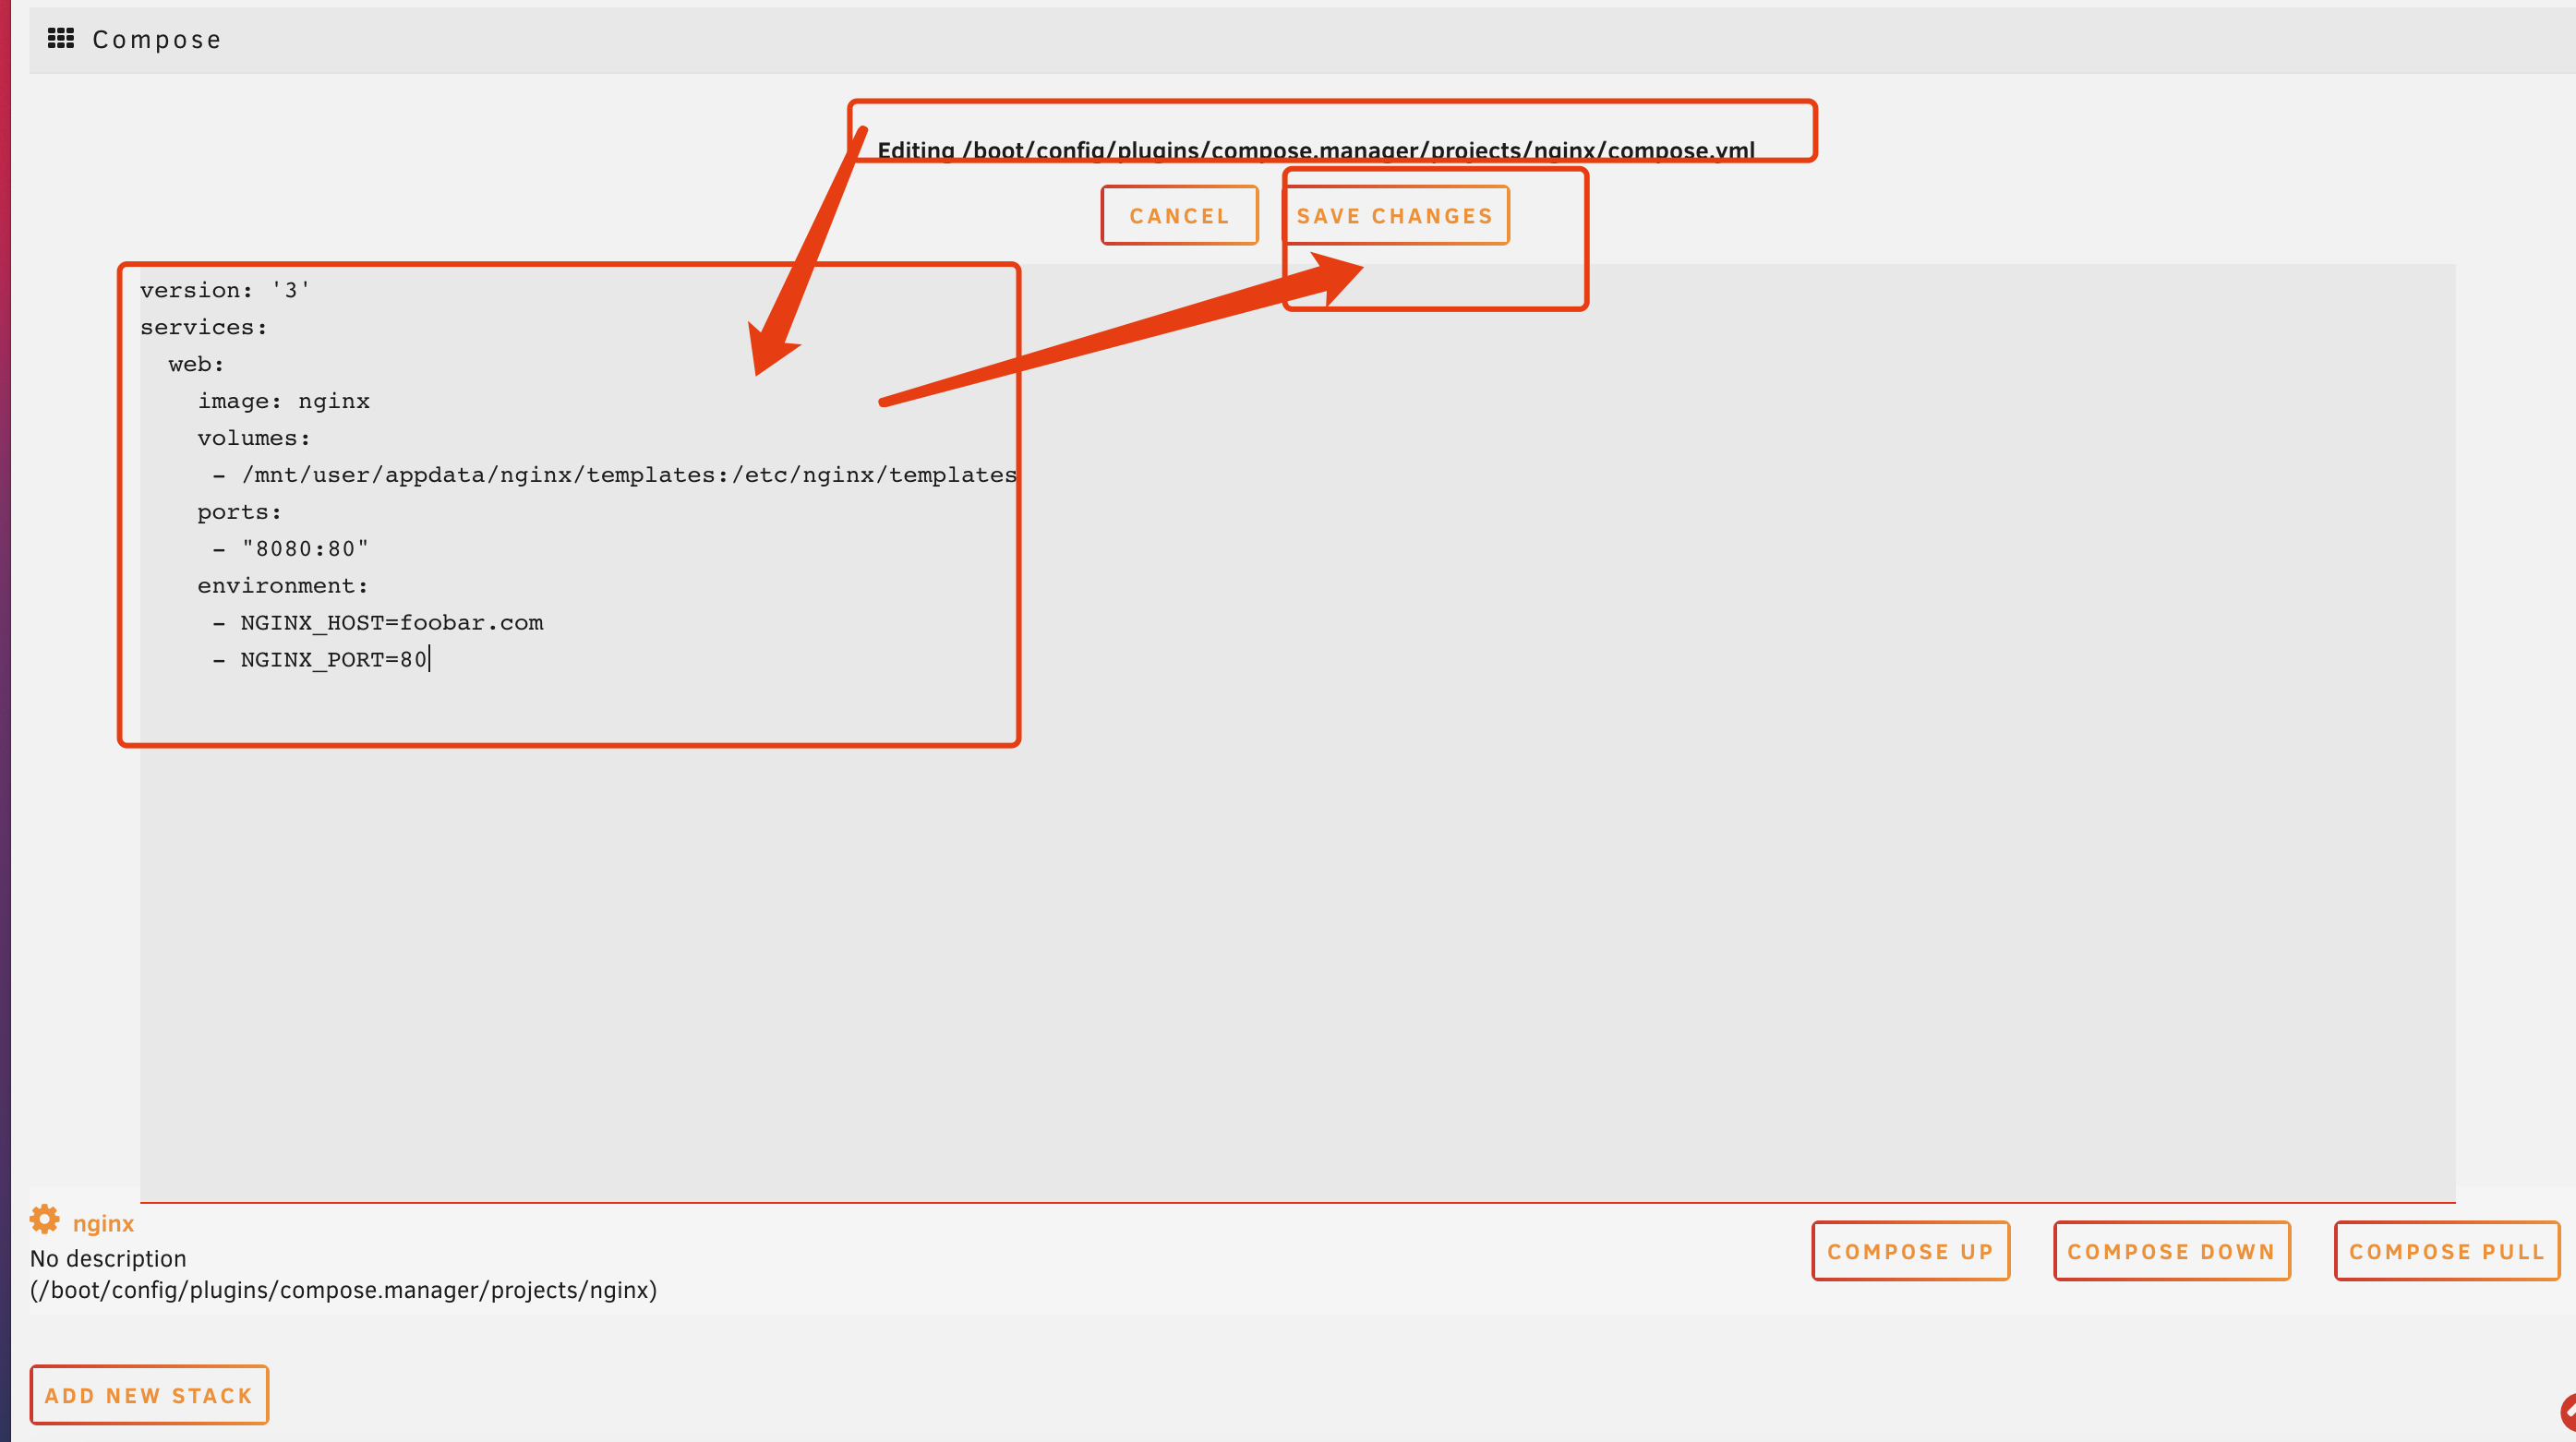 Compose
Editing /boot/config/plugins/compose.manager/projects/nginx/compose.yml
CANCEL
SAVE CHANGES
version: '3'
services:
  web:
    image: nginx
    volumes:
     - /mnt/user/appdata/nginx/templates:/etc/nginx/templates
    ports:
     - "8080:80"
    environment:
     - NGINX_HOST=foobar.com
     - NGINX_PORT=80
nginx
No description
(/boot/config/plugins/compose.manager/projects/nginx)
COMPOSE UP
COMPOSE DOWN
COMPOSE PULL
ADD NEW STACK